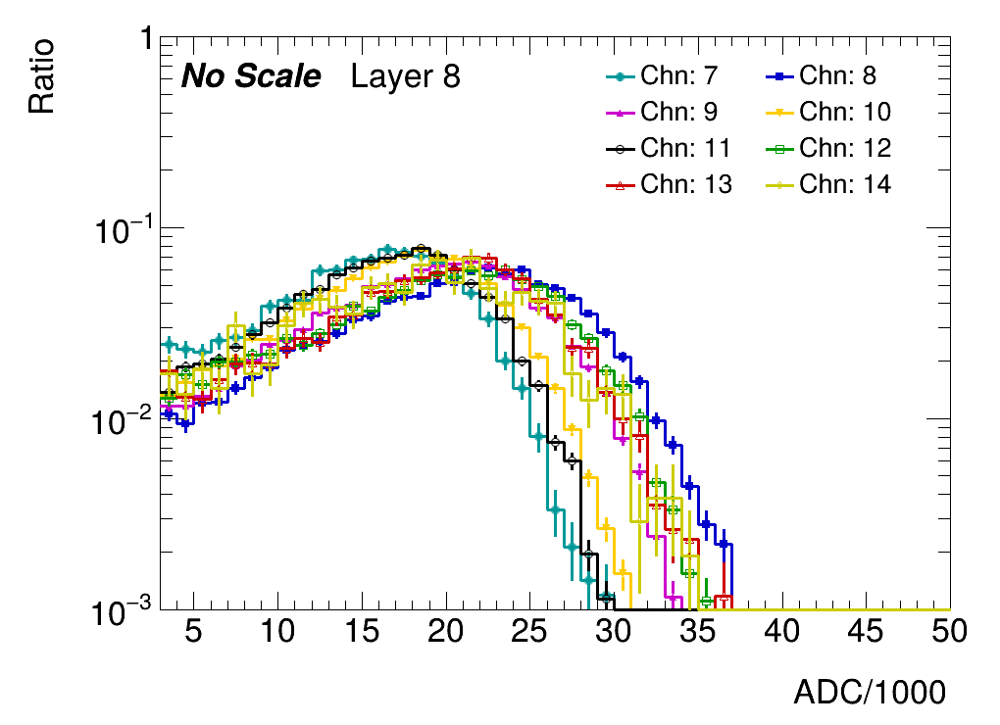 Ratio
1
No Scale Layer 8
Chn: 7 Chn: 8
Chn: 9 Chn: 10
Chn: 11 Chn: 12
Chn: 13 Chn: 14
10⁻¹
10⁻²
10⁻³
5 10 15 20 25 30 35 40 45 50
ADC/1000